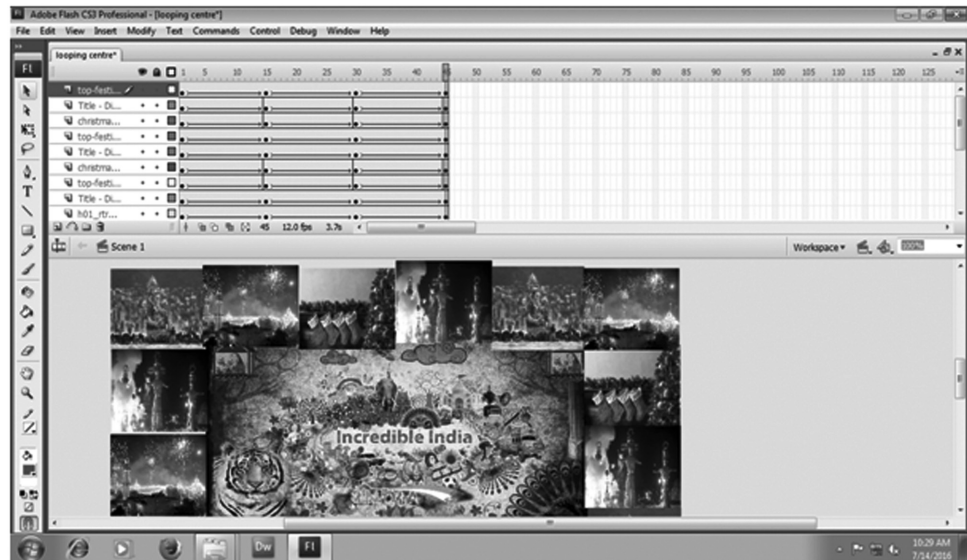 Adobe Flash CS3 Professional - [looping centre*]
File Edit View Insert Modify Text Commands Control Debug Window Help
looping centre*
Fl
1 5 10 15 20 25 30 35 40 45 50 55 60 65 70 75 80 85 90 95 100 105 110 115 120 125
top-festi...
Title - Di...
christma...
top-festi...
Title - Di...
christma...
top-festi...
Title - Di...
h01_rtr...
45 12.0 fps 3.7s
Scene 1
Workspace
100%
Incredible India
Dw
Fl
10:29 AM
7/14/2016